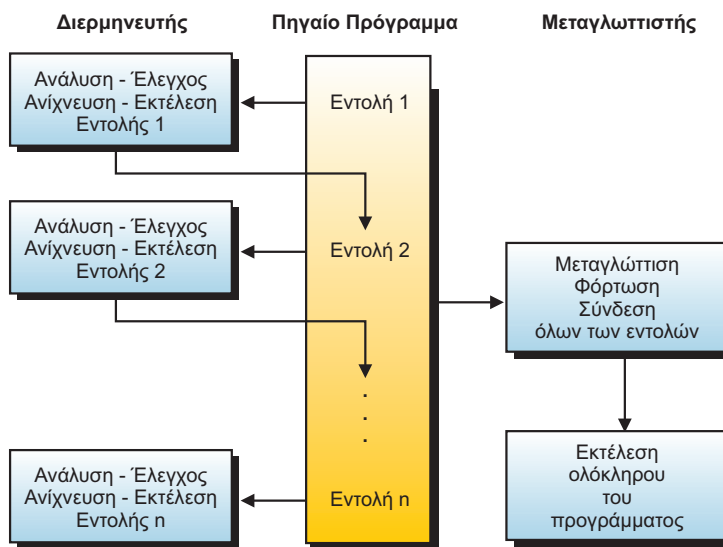 Διερμηνευτής
Πηγαίο Πρόγραμμα
Μεταγλωττιστής
Ανάλυση - Έλεγχος
Ανίχνευση - Εκτέλεση
Εντολής 1
Εντολή 1
Ανάλυση - Έλεγχος
Ανίχνευση - Εκτέλεση
Εντολής 2
Εντολή 2
Μεταγλώττιση
Φόρτωση
Σύνδεση
όλων των εντολών
.
.
.
Ανάλυση - Έλεγχος
Ανίχνευση - Εκτέλεση
Εντολής n
Εντολή n
Εκτέλεση
ολόκληρου
του
προγράμματος